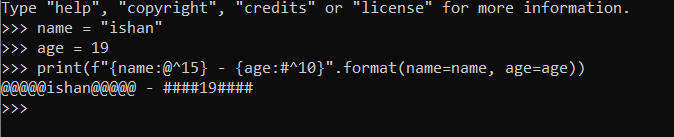 Type "help", "copyright", "credits" or "license" for more information.
>>> name = "ishan"
>>> age = 19
>>> print(f"{name:@^15} - {age:#^10}".format(name=name, age=age))
@@@@@ishan@@@@@ - ####19####
>>>